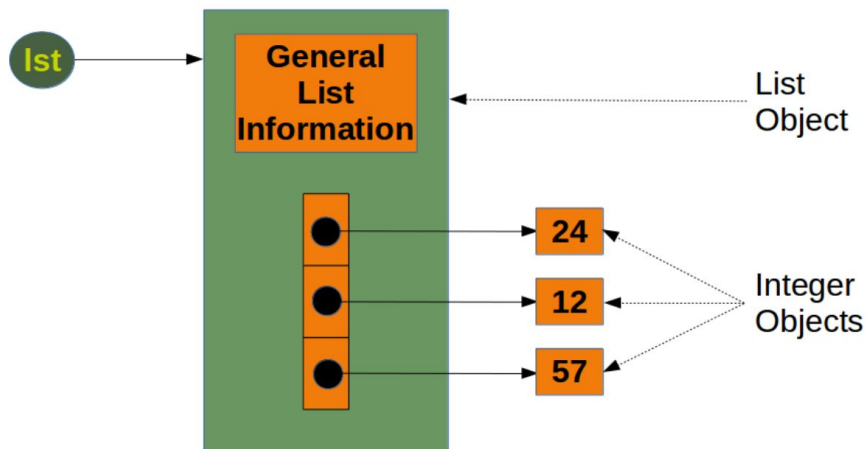 lst
General
List
Information
List
Object
24
12
57
Integer
Objects